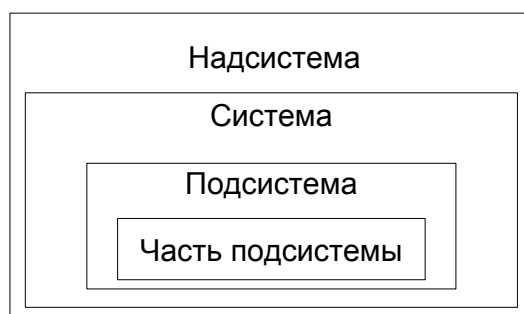 Надсистема
Система
Подсистема
Часть подсистемы